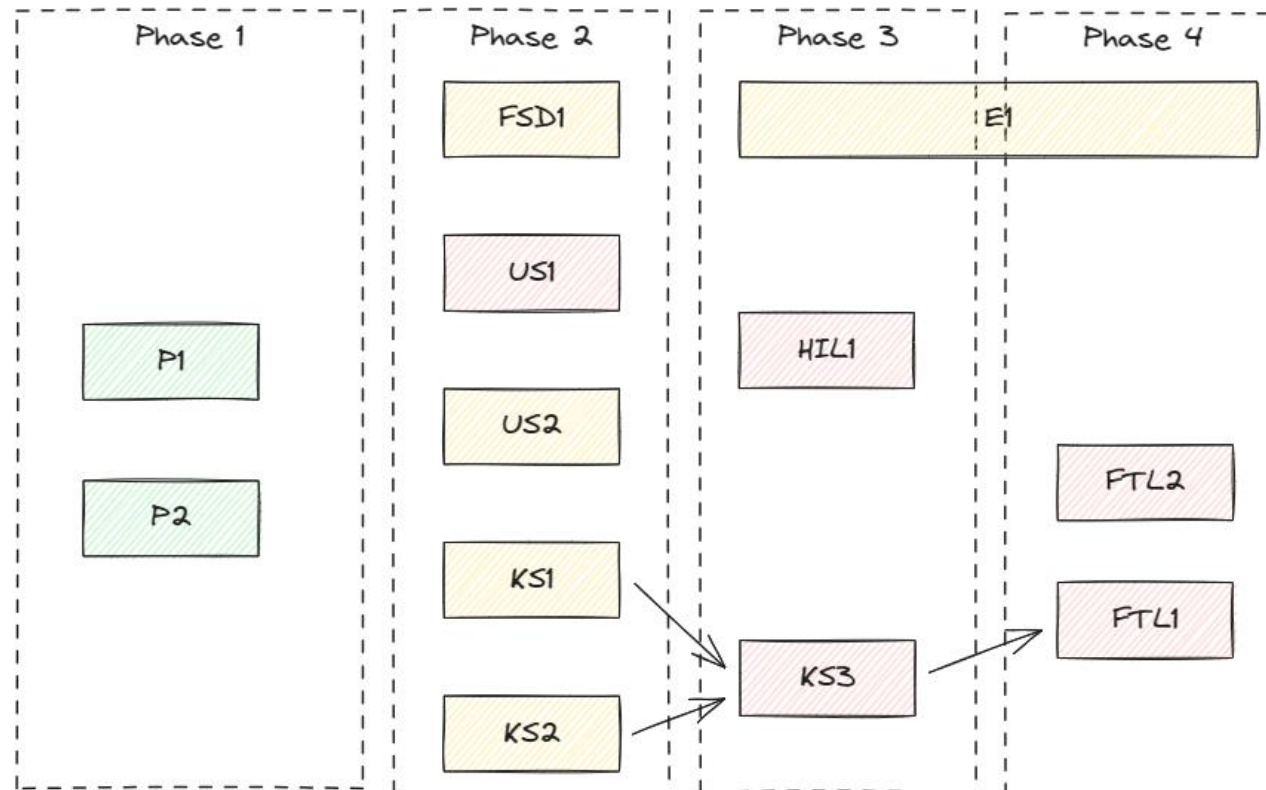 Phase 1
P1
P2
Phase 2
FSD1
US1
US2
KS1
KS2
Phase 3
E1
HIL1
KS3
Phase 4
FTL2
FTL1